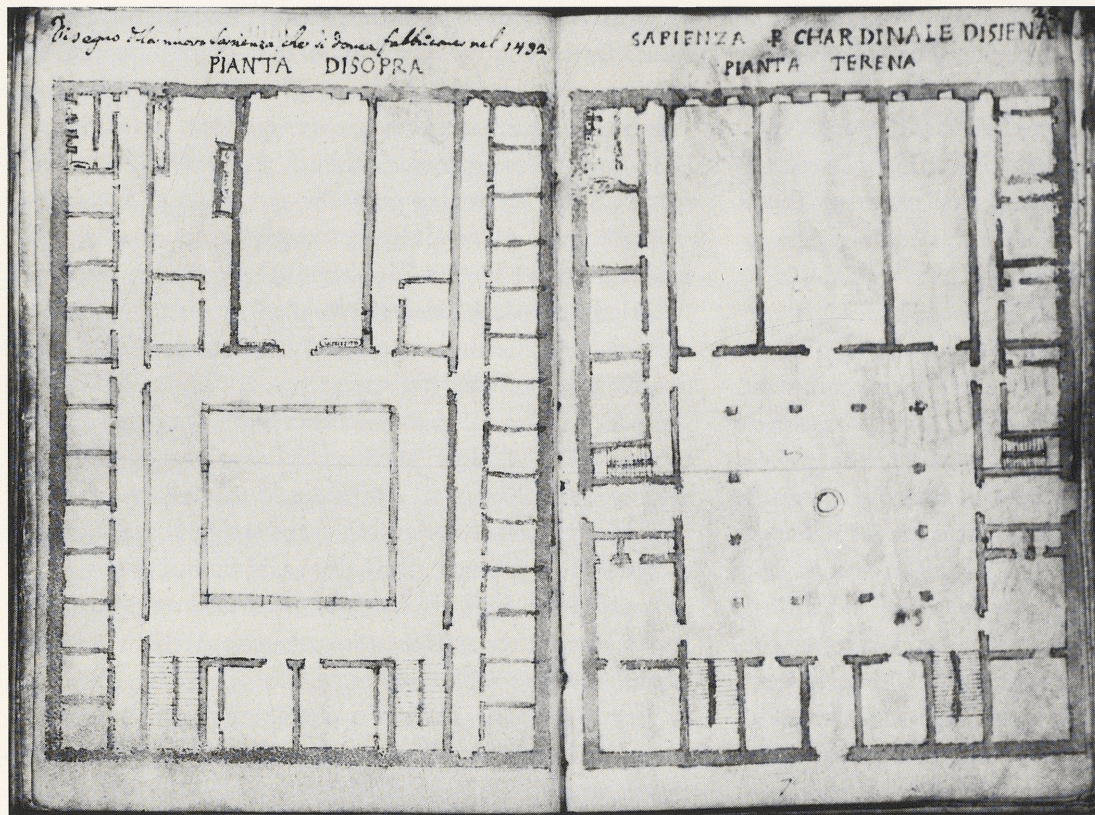 Disegno della nuova Sapienza, che si dovea fabbricare nel 1492
PIANTA DISOPRA
SAPIENZA P CHARDINALE DISIENA
PIANTA TERENA